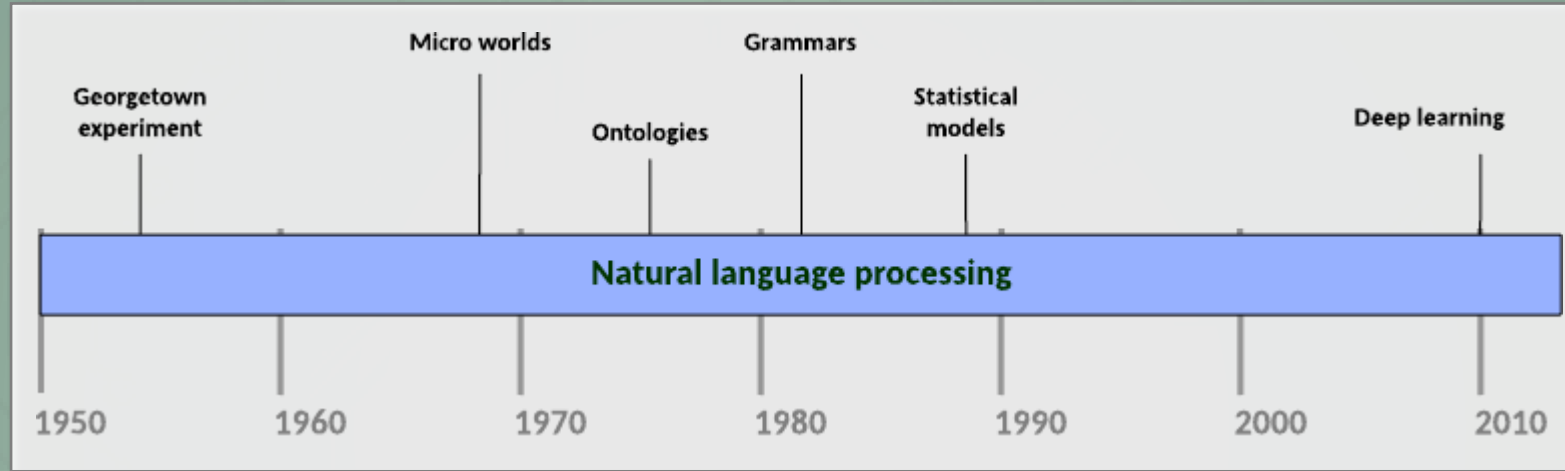 Micro worlds
Grammars
Georgetown
experiment
Statistical
models
Ontologies
Deep learning
Natural language processing
1950 1960 1970 1980 1990 2000 2010